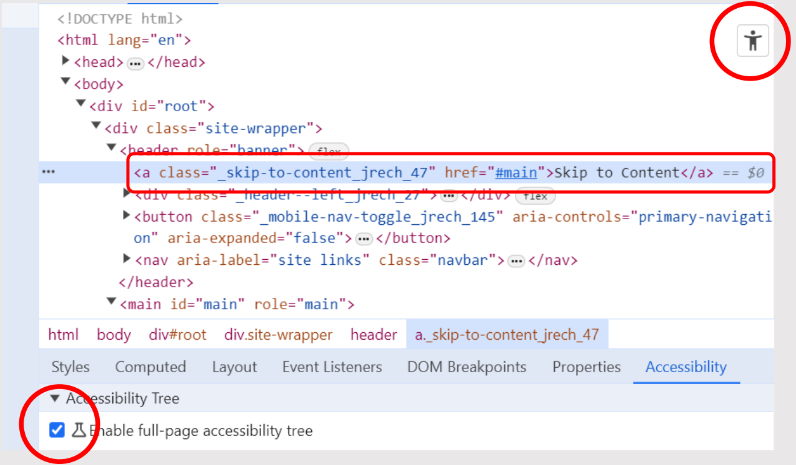 <!DOCTYPE html>
<html lang="en">
<head> ••• </head>
<body>
<div id="root">
<div class="site-wrapper">
<header role="banner"> flex
••• <a class="_skip-to-content_jrech_47" href="#main">Skip to Content</a> == $0
<div class="_header--left_jrech_27"> ••• </div> flex
<button class="_mobile-nav-toggle_jrech_145" aria-controls="primary-navigati
on" aria-expanded="false"> ••• </button>
<nav aria-label="site links" class="navbar"> ••• </nav>
</header>
<main id="main" role="main">
html body div#root div.site-wrapper header a._skip-to-content_jrech_47
Styles Computed Layout Event Listeners DOM Breakpoints Properties Accessibility
Accessibility Tree
Enable full-page accessibility tree